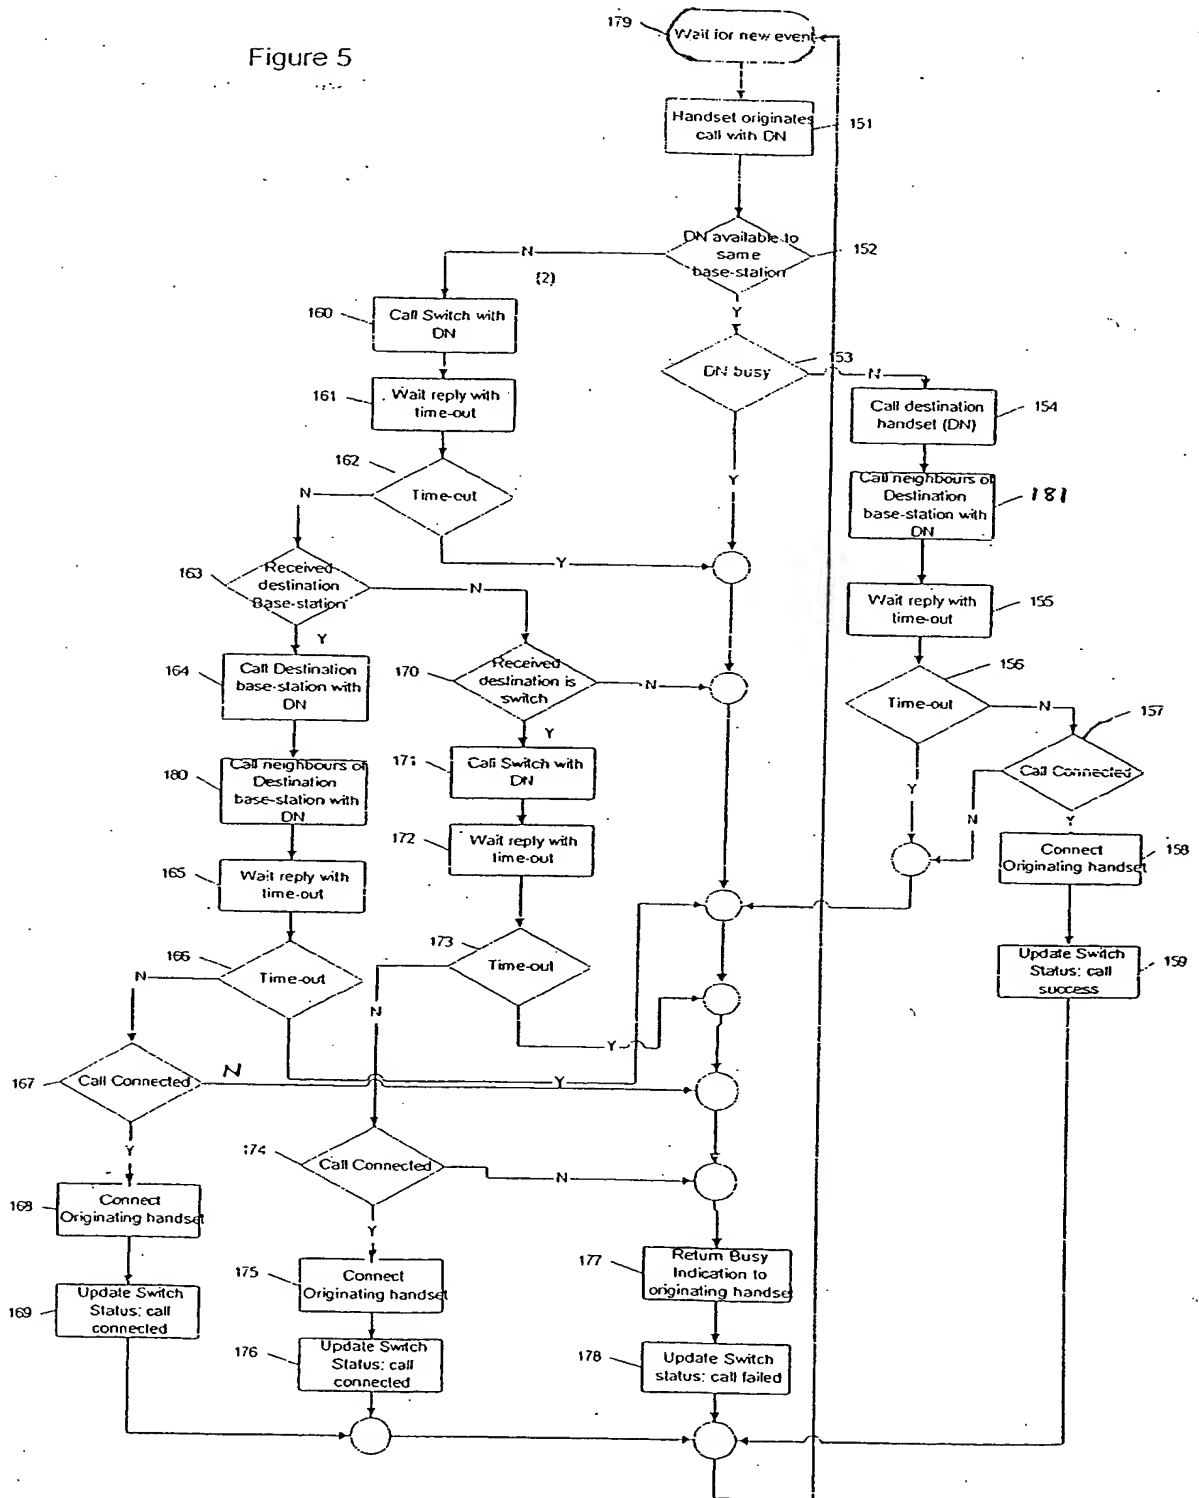 Figure 5
179
Wait for new event
Handset originates
call with DN
151
DN available to
same
base-station
152
N
(2)
Y
160
Call Switch with
DN
DN busy
153
N
161
Wait reply with
time-out
Call destination
handset (DN)
154
162
Time-out
N
Y
Y
Call neighbours of
Destination
base-station with
DN
181
163
Received
destination
Base-station
N
Y
Wait reply with
time-out
155
164
Call Destination
base-station with
DN
170
Received
destination is
switch
N
Y
156
Time-out
N
Y
157
Call Connected
N
Y
180
Call neighbours of
Destination
base-station with
DN
171
Call Switch with
DN
172
Wait reply with
time-out
Connect
Originating handset
158
165
Wait reply with
time-out
173
Time-out
N
Y
166
Time-out
N
Y
Update Switch
Status: call
success
159
167
Call Connected
N
Y
174
Call Connected
N
Y
168
Connect
Originating handset
175
Connect
Originating handset
177
Return Busy
Indication to
originating handset
169
Update Switch
Status: call
connected
176
Update Switch
Status: call
connected
178
Update Switch
status: call failed